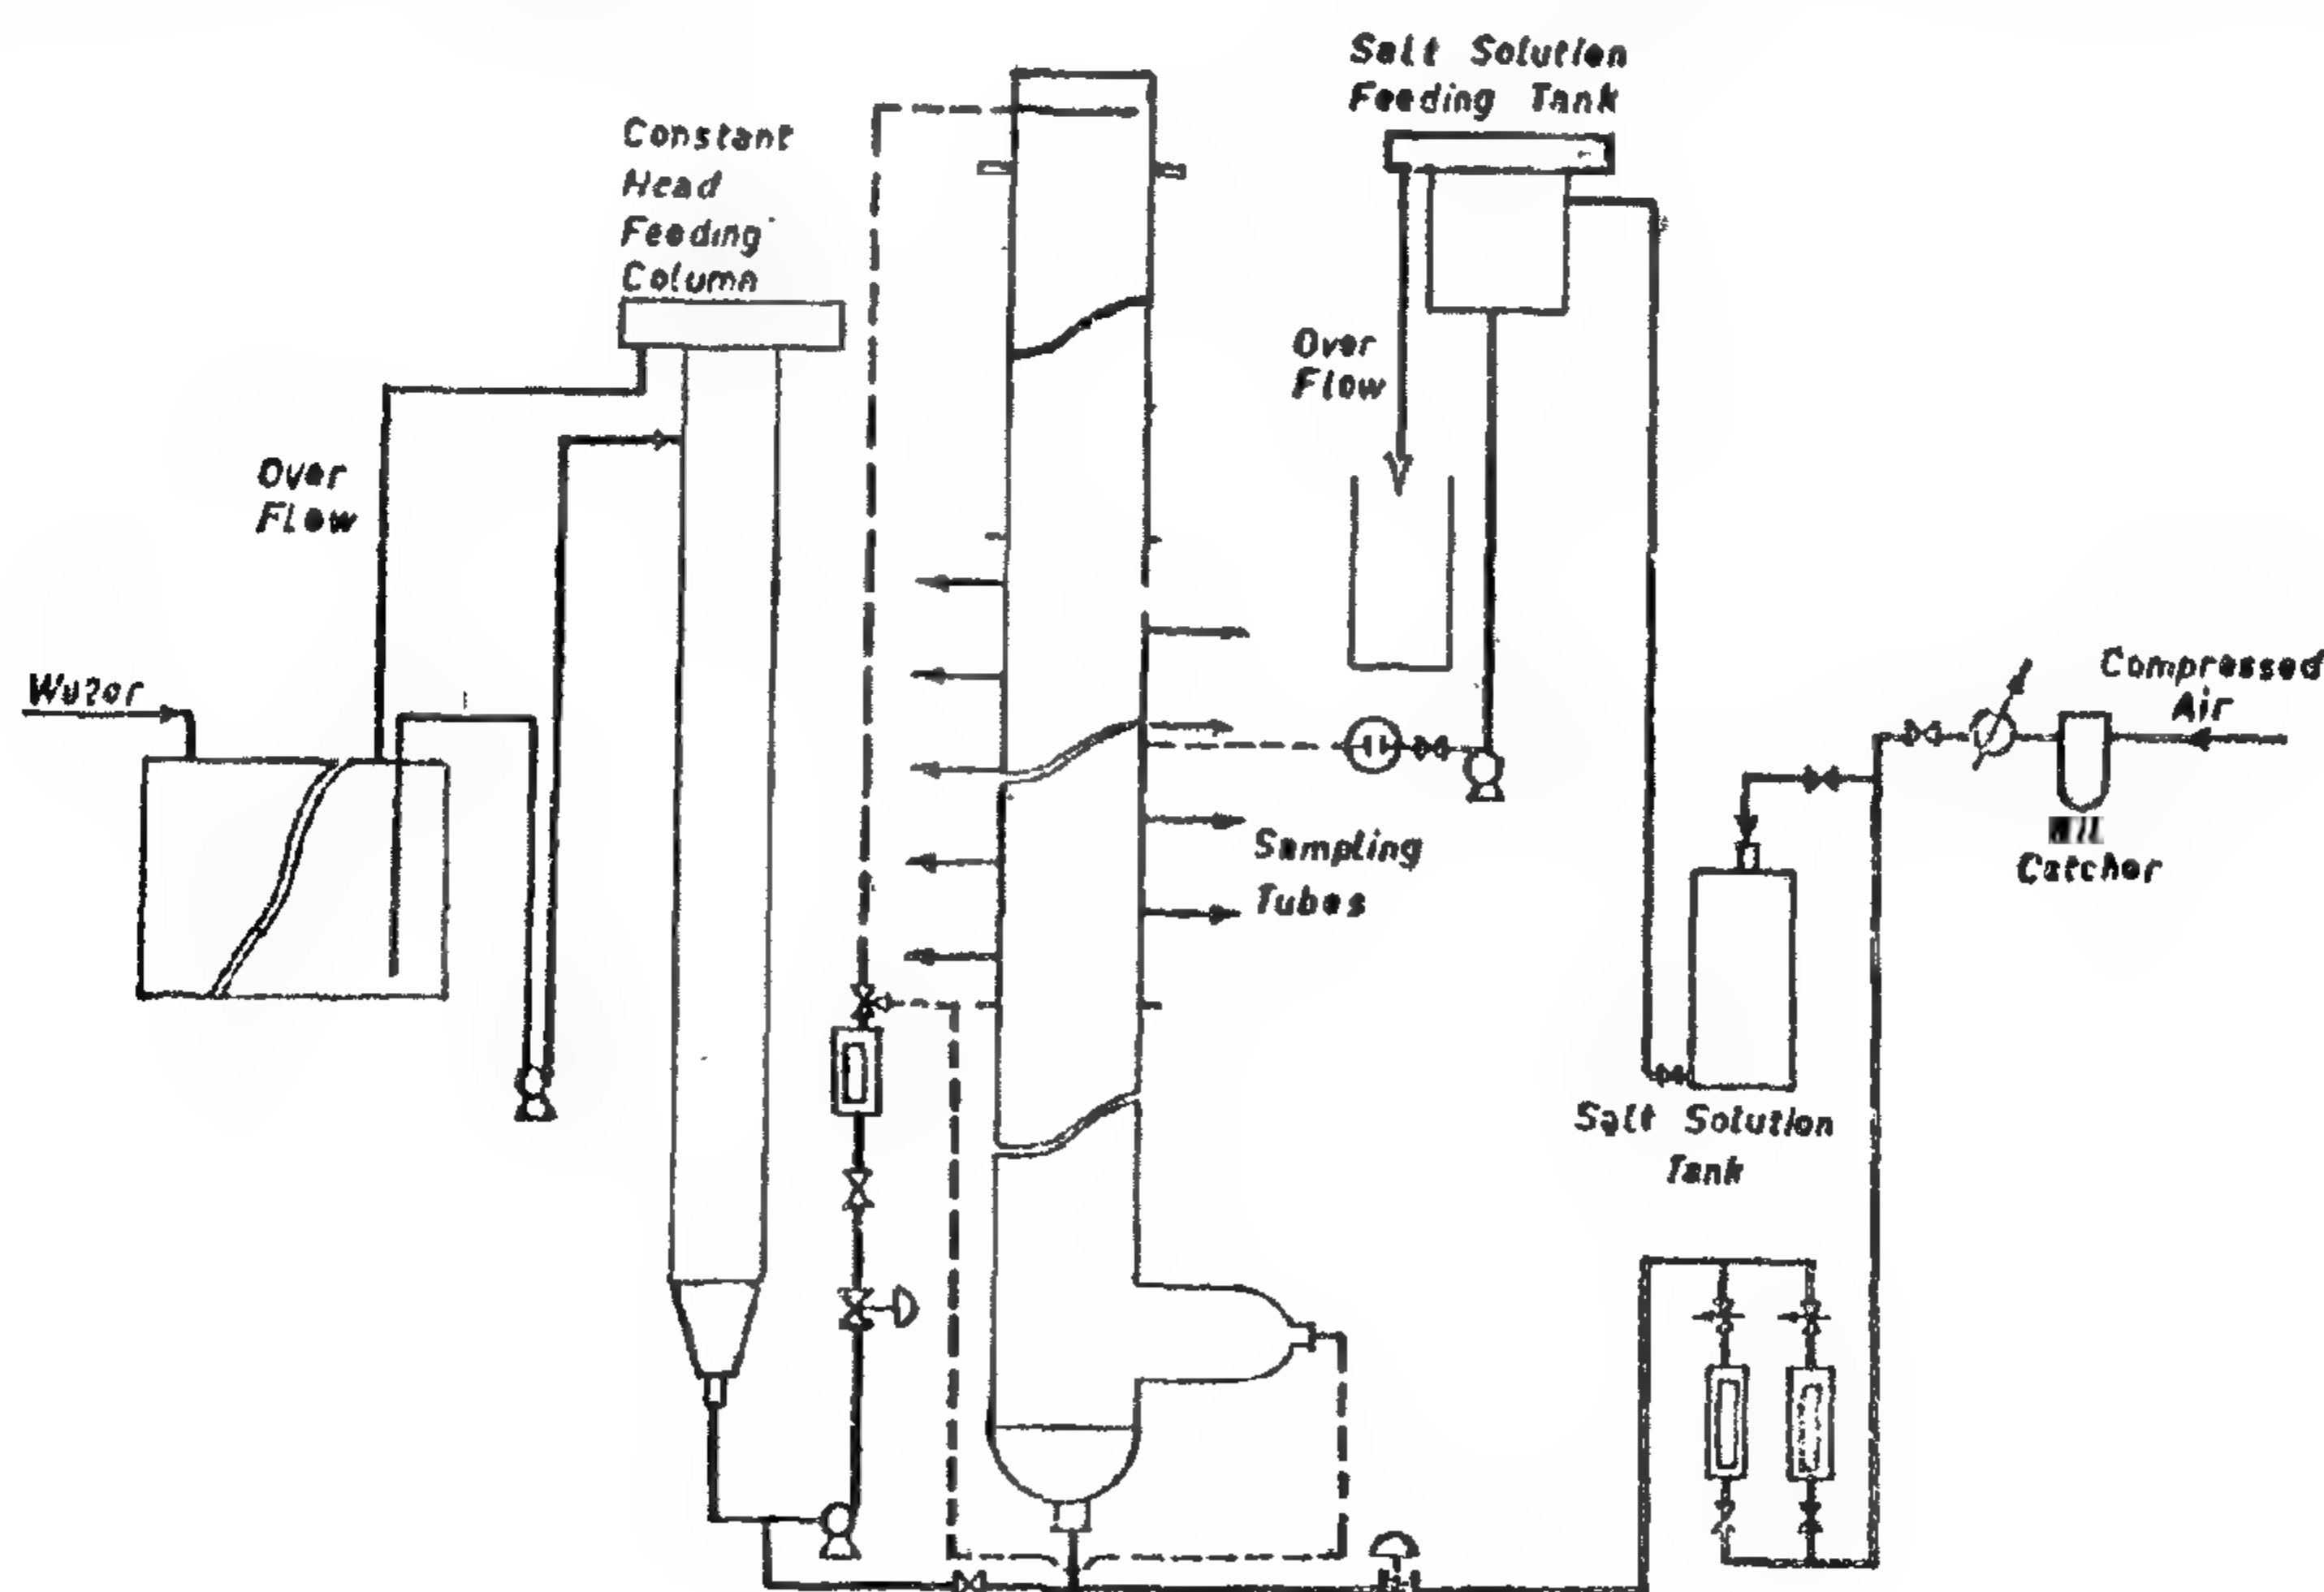 Salt Solution
Feeding Tank
Constant
Head
Feeding
Column
Over
Flow
Over
Flow
Water
Compressed
Air
Catcher
Sampling
Tubes
Salt Solution
Tank